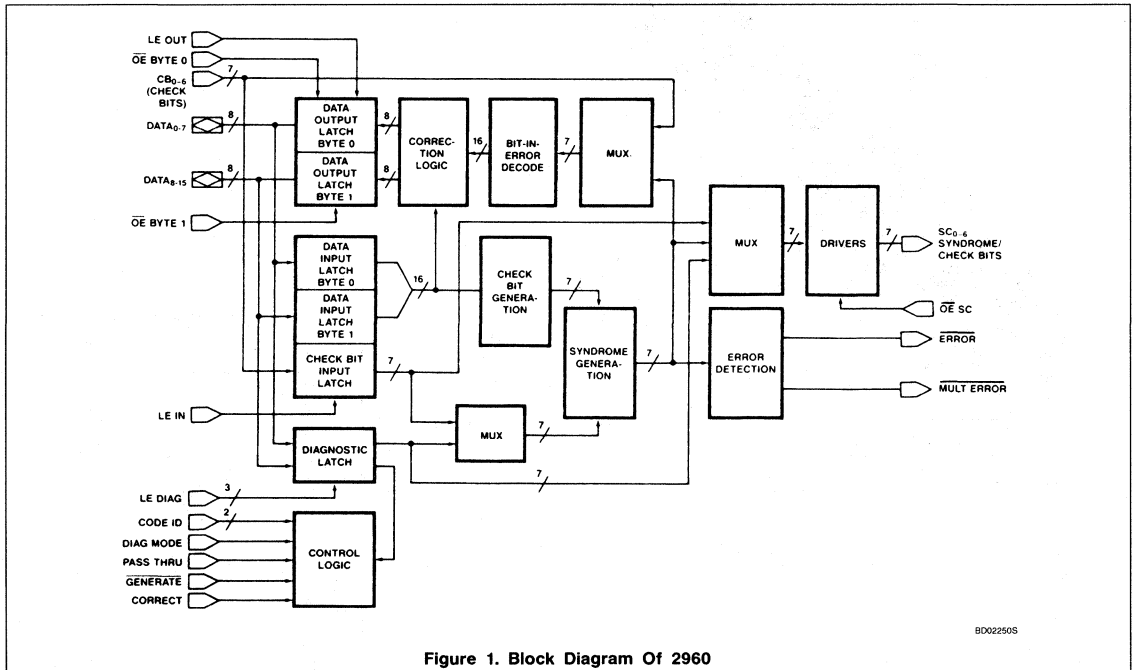 LE OUT
OE BYTE 0
CB0-6
(CHECK
BITS)
7
DATA0-7
8
DATA8-15
8
OE BYTE 1
DATA
OUTPUT
LATCH
BYTE 0
DATA
OUTPUT
LATCH
BYTE 1
8
8
CORREC-
TION
LOGIC
16
BIT-IN-
ERROR
DECODE
7
MUX.
DATA
INPUT
LATCH
BYTE 0
DATA
INPUT
LATCH
BYTE 1
CHECK BIT
INPUT
LATCH
16
7
CHECK
BIT
GENERA-
TION
7
SYNDROME
GENERA-
TION
7
MUX
7
DRIVERS
7
SC0-6
SYNDROME/
CHECK BITS
OE SC
ERROR
DETECTION
ERROR
MULT ERROR
LE IN
MUX
7
DIAGNOSTIC
LATCH
7
LE DIAG
3
CODE ID
2
DIAG MODE
PASS THRU
GENERATE
CORRECT
CONTROL
LOGIC
BD02250S
Figure 1. Block Diagram Of 2960